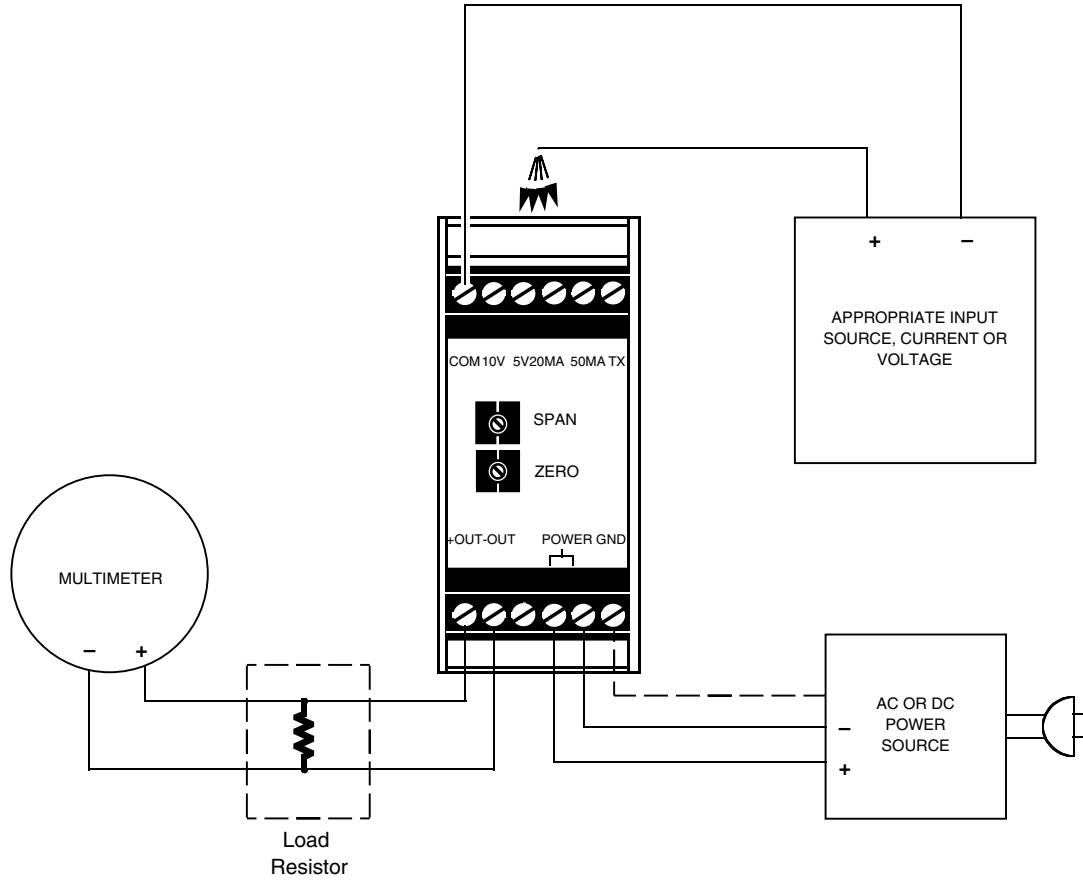 + −
APPROPRIATE INPUT
SOURCE, CURRENT OR
VOLTAGE
COM 10V 5V 20MA 50MA TX
SPAN
ZERO
+OUT -OUT POWER GND
MULTIMETER
− +
AC OR DC
POWER
SOURCE
−
+
Load
Resistor